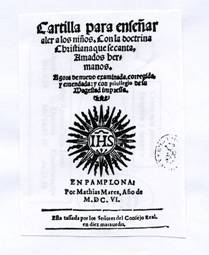 Cartilla para enseñar
a leer a los niños. Con la doctrina
Christiana que se canta,
Amados her-
manos.
Agora de nuevo examinada, corregida,
y emendada: y con privilegio de su
Magestad impressa.
IHS
EN PAMPLONA:
Por Mathias Mares, Año de
M.DC.VI.
Esta tassada por los Señores del Consejo Real.
en diez maravedis.